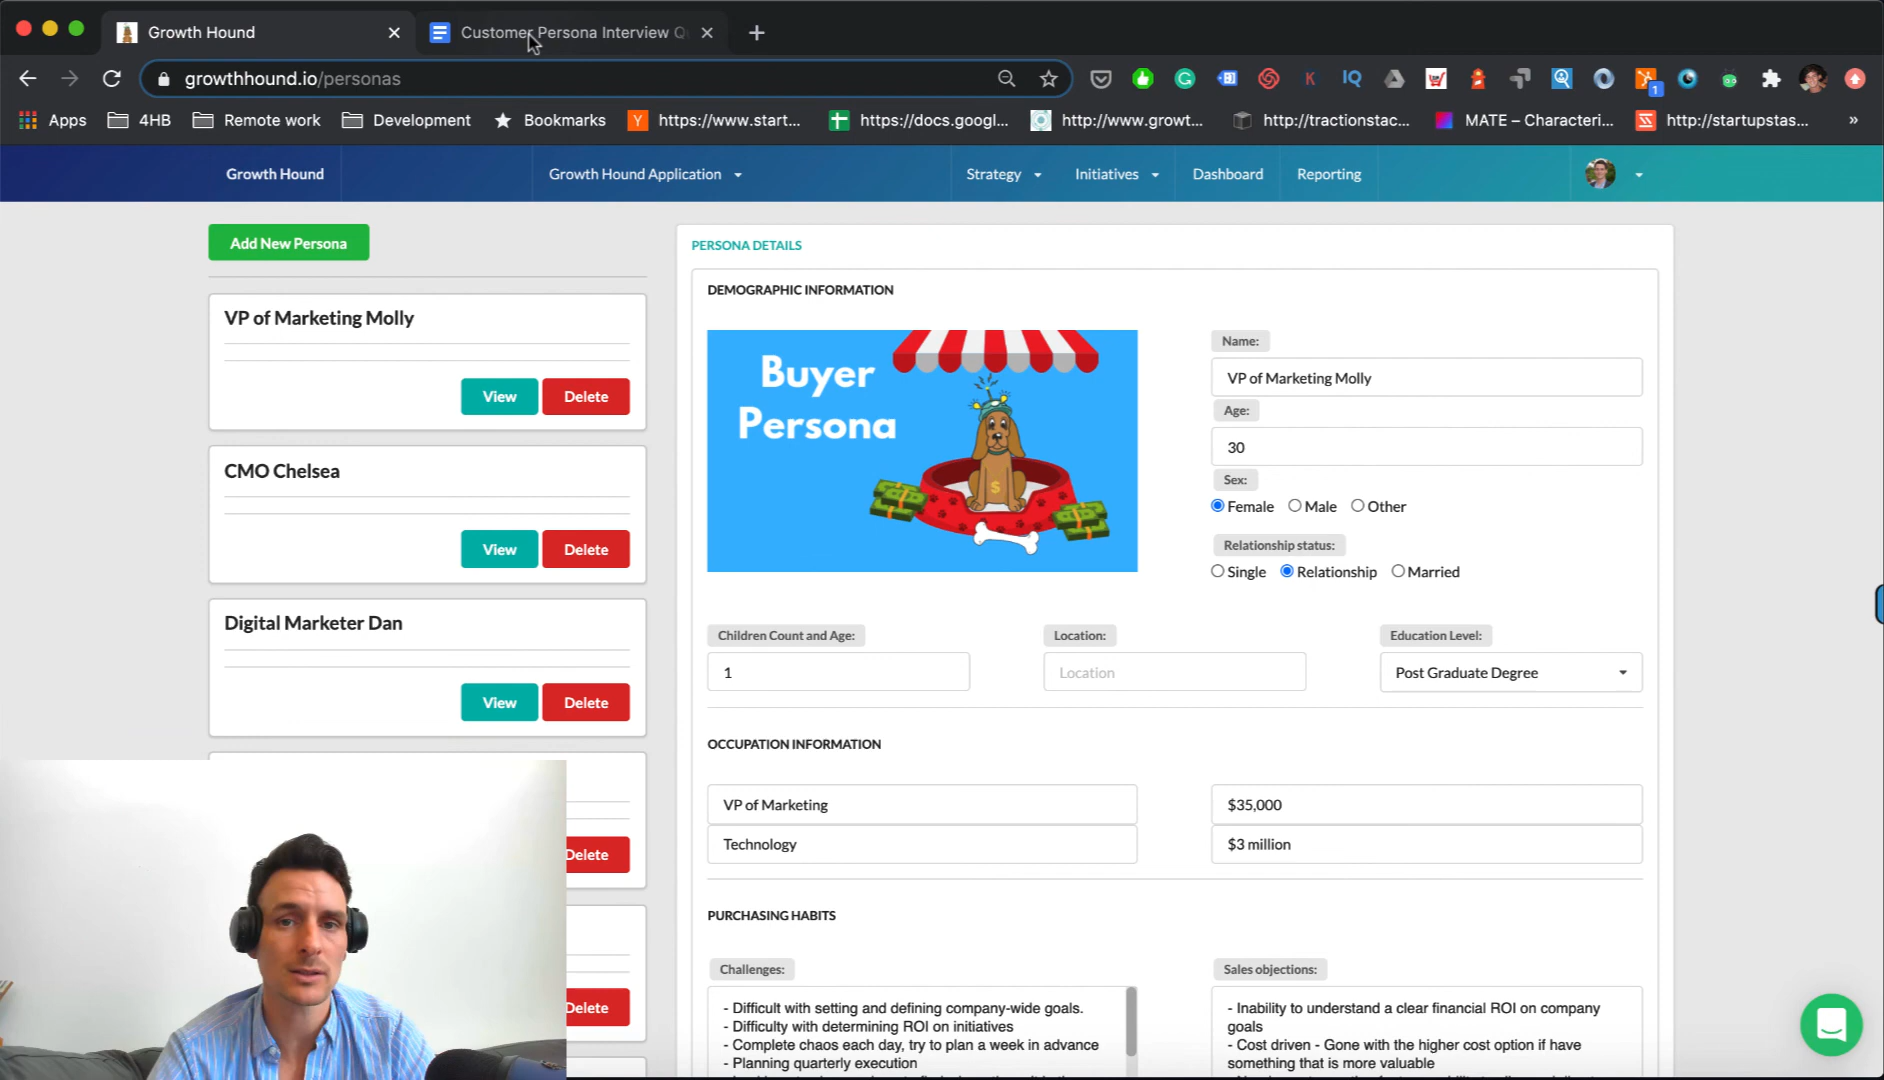 Growth Hound
Customer Persona Interview Q
growthhound.io/personas
K
IQ
1
Apps
4HB
Remote work
Development
Bookmarks
Y
https://www.start...
https://docs.googl...
http://www.growt...
http://tractionstac...
MATE – Characteri...
http://startupstas...
»
Growth Hound
Growth Hound Application
Strategy
Initiatives
Dashboard
Reporting
Add New Persona
VP of Marketing Molly
View
Delete
CMO Chelsea
View
Delete
Digital Marketer Dan
View
Delete
Delete
Delete
PERSONA DETAILS
DEMOGRAPHIC INFORMATION
Buyer
Persona
$
Name:
VP of Marketing Molly
Age:
30
Sex:
Female
Male
Other
Relationship status:
Single
Relationship
Married
Children Count and Age:
1
Location:
Location
Education Level:
Post Graduate Degree
OCCUPATION INFORMATION
VP of Marketing
$35,000
Technology
$3 million
PURCHASING HABITS
Challenges:
- Difficult with setting and defining company-wide goals.
- Difficulty with determining ROI on initiatives
- Complete chaos each day, try to plan a week in advance
- Planning quarterly execution
Sales objections:
- Inability to understand a clear financial ROI on company
goals
- Cost driven - Gone with the higher cost option if have
something that is more valuable